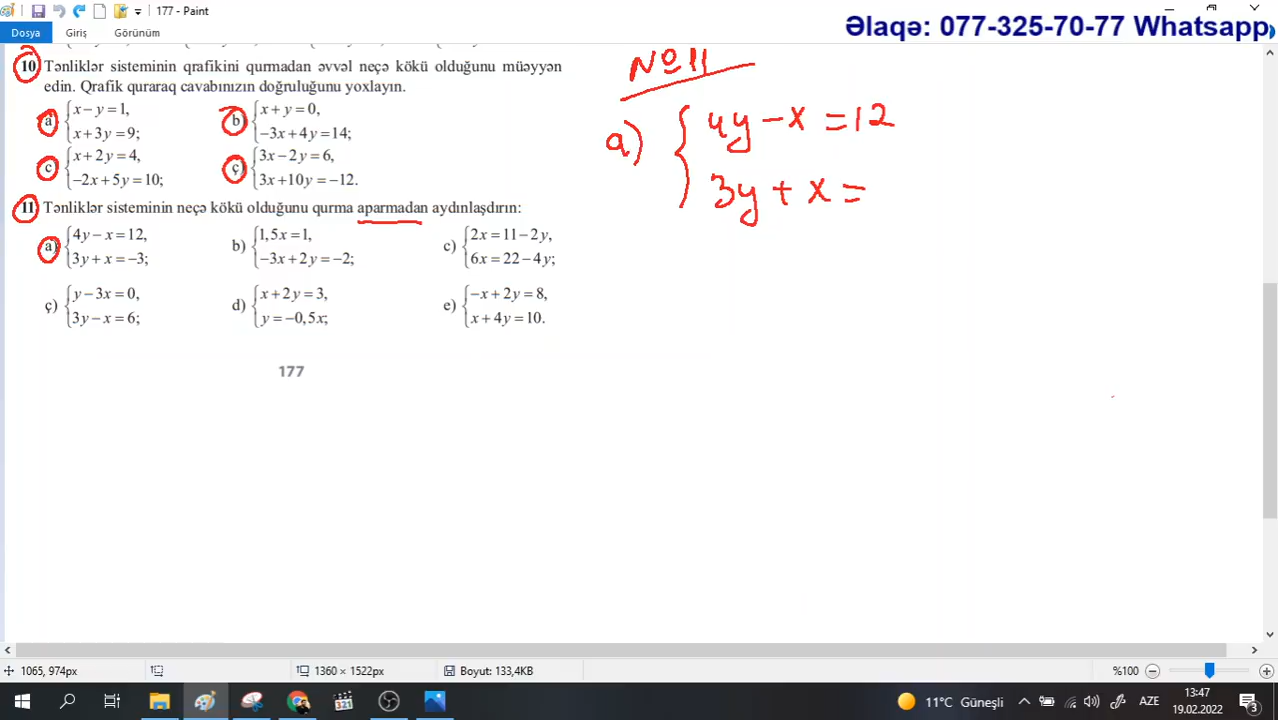 177 - Paint
Əlaqə: 077-325-70-77 Whatsapp
Dosya Giriş Görünüm
10 Tənliklər sisteminin qrafikini qurmadan əvvəl neçə kökü olduğunu müəyyən
edin. Qrafik quraraq cavabınızın doğruluğunu yoxlayın.
a) {x − y = 1, b) {x + y = 0,
x + 3y = 9; −3x + 4y = 14;
c) {x + 2y = 4, ç) {3x − 2y = 6,
−2x + 5y = 10; 3x + 10y = −12.
11 Tənliklər sisteminin neçə kökü olduğunu qurma aparmadan aydınlaşdırın:
a) {4y − x = 12, b) {1,5x = 1, c) {2x = 11 − 2y,
3y + x = −3; −3x + 2y = −2; 6x = 22 − 4y;
ç) {y − 3x = 0, d) {x + 2y = 3, e) {−x + 2y = 8,
3y − x = 6; y = −0,5x; x + 4y = 10.
177
№11
a) {4y − x = 12
3y + x =
1065, 974px 1360 × 1522px Boyut: 133,4KB %100
11°C Güneşli AZE 13:47
19.02.2022 3